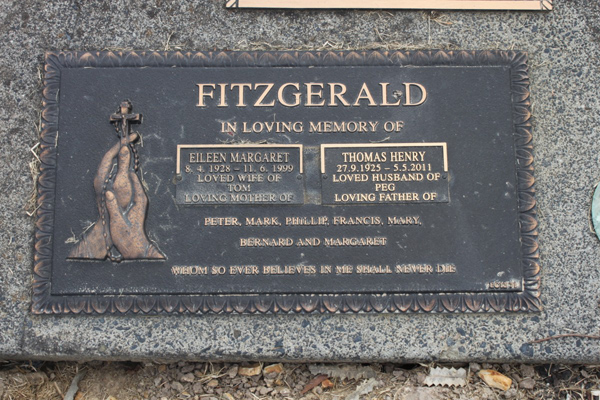 FITZGERALD
IN LOVING MEMORY OF
EILEEN MARGARET
8. 4. 1928 – 11. 6. 1999
LOVED WIFE OF
TOM
LOVING MOTHER OF
THOMAS HENRY
27.9.1925 – 5.5.2011
LOVED HUSBAND OF
PEG
LOVING FATHER OF
PETER, MARK, PHILLIP, FRANCIS, MARY,
BERNARD AND MARGARET
WHOM SO EVER BELIEVES IN ME SHALL NEVER DIE